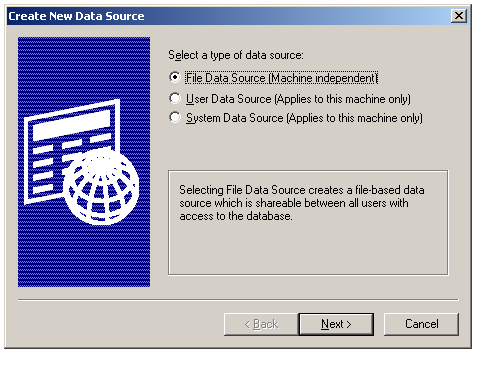 Create New Data Source
Select a type of data source:
File Data Source (Machine independent)
User Data Source (Applies to this machine only)
System Data Source (Applies to this machine only)
Selecting File Data Source creates a file-based data
source which is shareable between all users with
access to the database.
< Back
Next >
Cancel